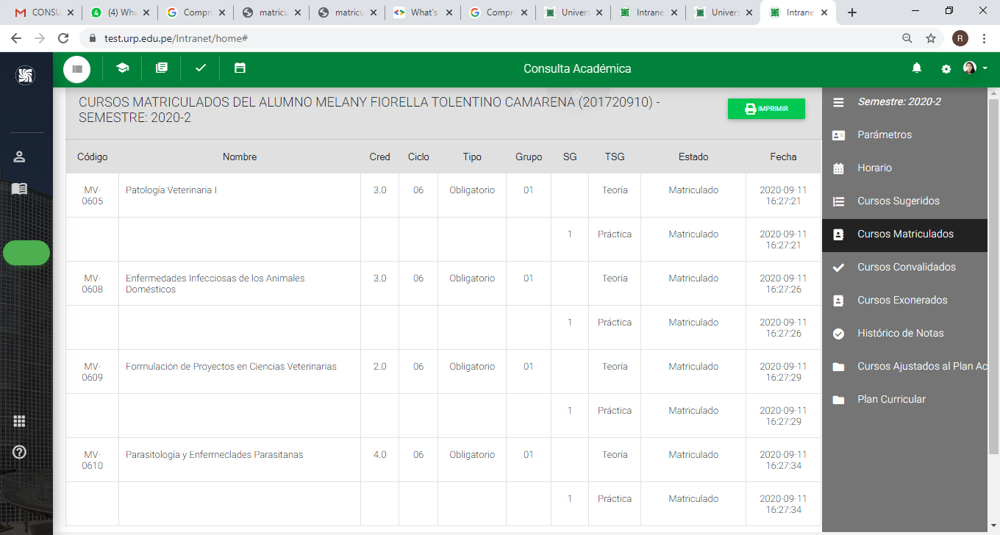 CONSU
(4) Wha
Compro
matricu
matricu
What's
Compro
Univers
Intrane
Univers
Intrane
test.urp.edu.pe/Intranet/home#
R
Consulta Académica
CURSOS MATRICULADOS DEL ALUMNO MELANY FIORELLA TOLENTINO CAMARENA (201720910) -
SEMESTRE: 2020-2
IMPRIMIR
Código Nombre Cred Ciclo Tipo Grupo SG TSG Estado Fecha
MV- Patología Veterinaria I 3.0 06 Obligatorio 01 Teoría Matriculado 2020-09-11
0605 16:27:21
1 Práctica Matriculado 2020-09-11
16:27:21
MV- Enfermedades Infecciosas de los Animales 3.0 06 Obligatorio 01 Teoría Matriculado 2020-09-11
0608 Domésticos 16:27:26
1 Práctica Matriculado 2020-09-11
16:27:26
MV- Forrnulación de Proyectos en Ciencias Veterinarias 2.0 06 Obligatorio 01 Teoría Matriculado 2020-09-11
0609 16:27:29
1 Práctica Matriculado 2020-09-11
16:27:29
MV- Parasitología y Enferrneclades Parasitanas 4.0 06 Obligatorio 01 Teoría Matriculado 2020-09-11
0610 16:27:34
1 Práctica Matriculado 2020-09-11
16:27:34
Semestre: 2020-2
Parámetros
Horario
Cursos Sugeridos
Cursos Matriculados
Cursos Convalidados
Cursos Exonerados
Histórico de Notas
Cursos Ajustados al Plan Ac
Plan Curricular